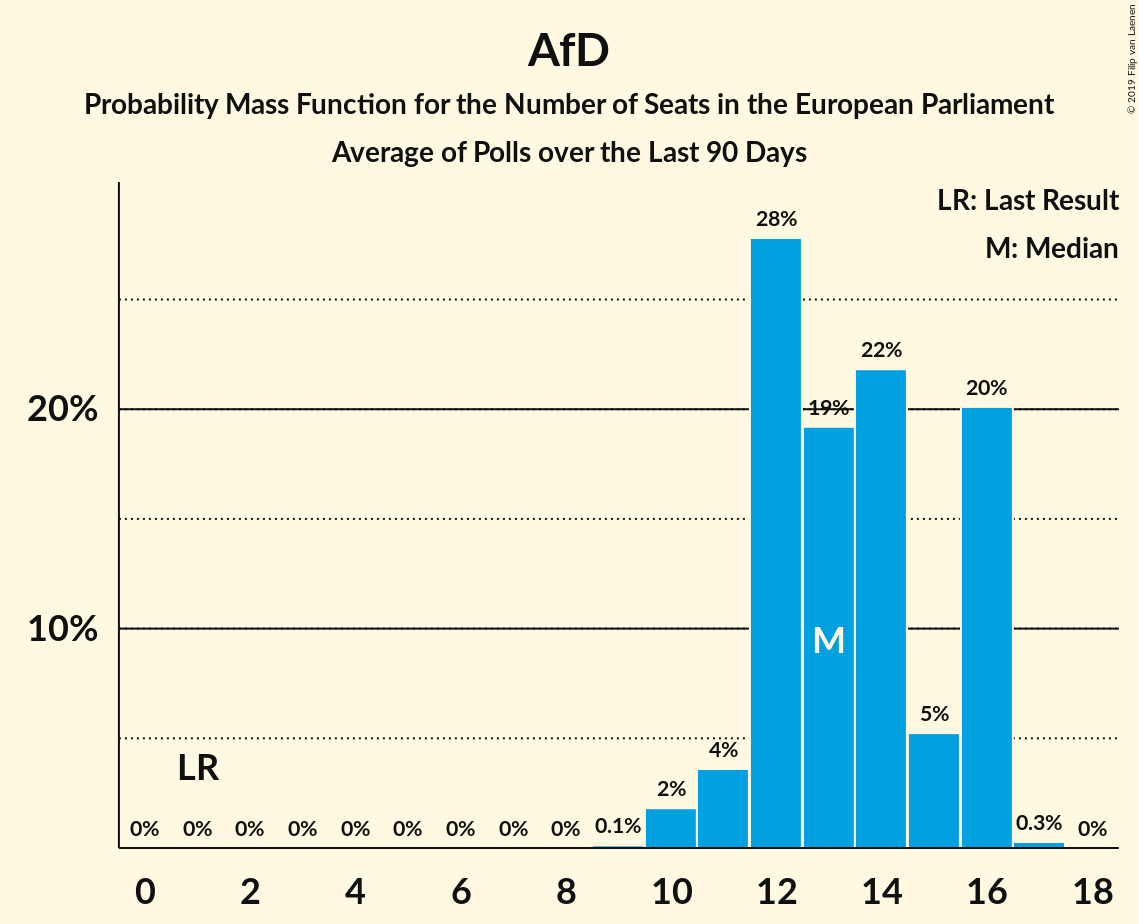 AfD
Probability Mass Function for the Number of Seats in the European Parliament
Average of Polls over the Last 90 Days
© 2019 Filip van Laenen
LR: Last Result
M: Median
28%
22%
20%
20%
19%
10%
M
5%
4%
LR
2%
0% 0% 0% 0% 0% 0% 0% 0% 0% 0.1% 0.3% 0%
0 2 4 6 8 10 12 14 16 18